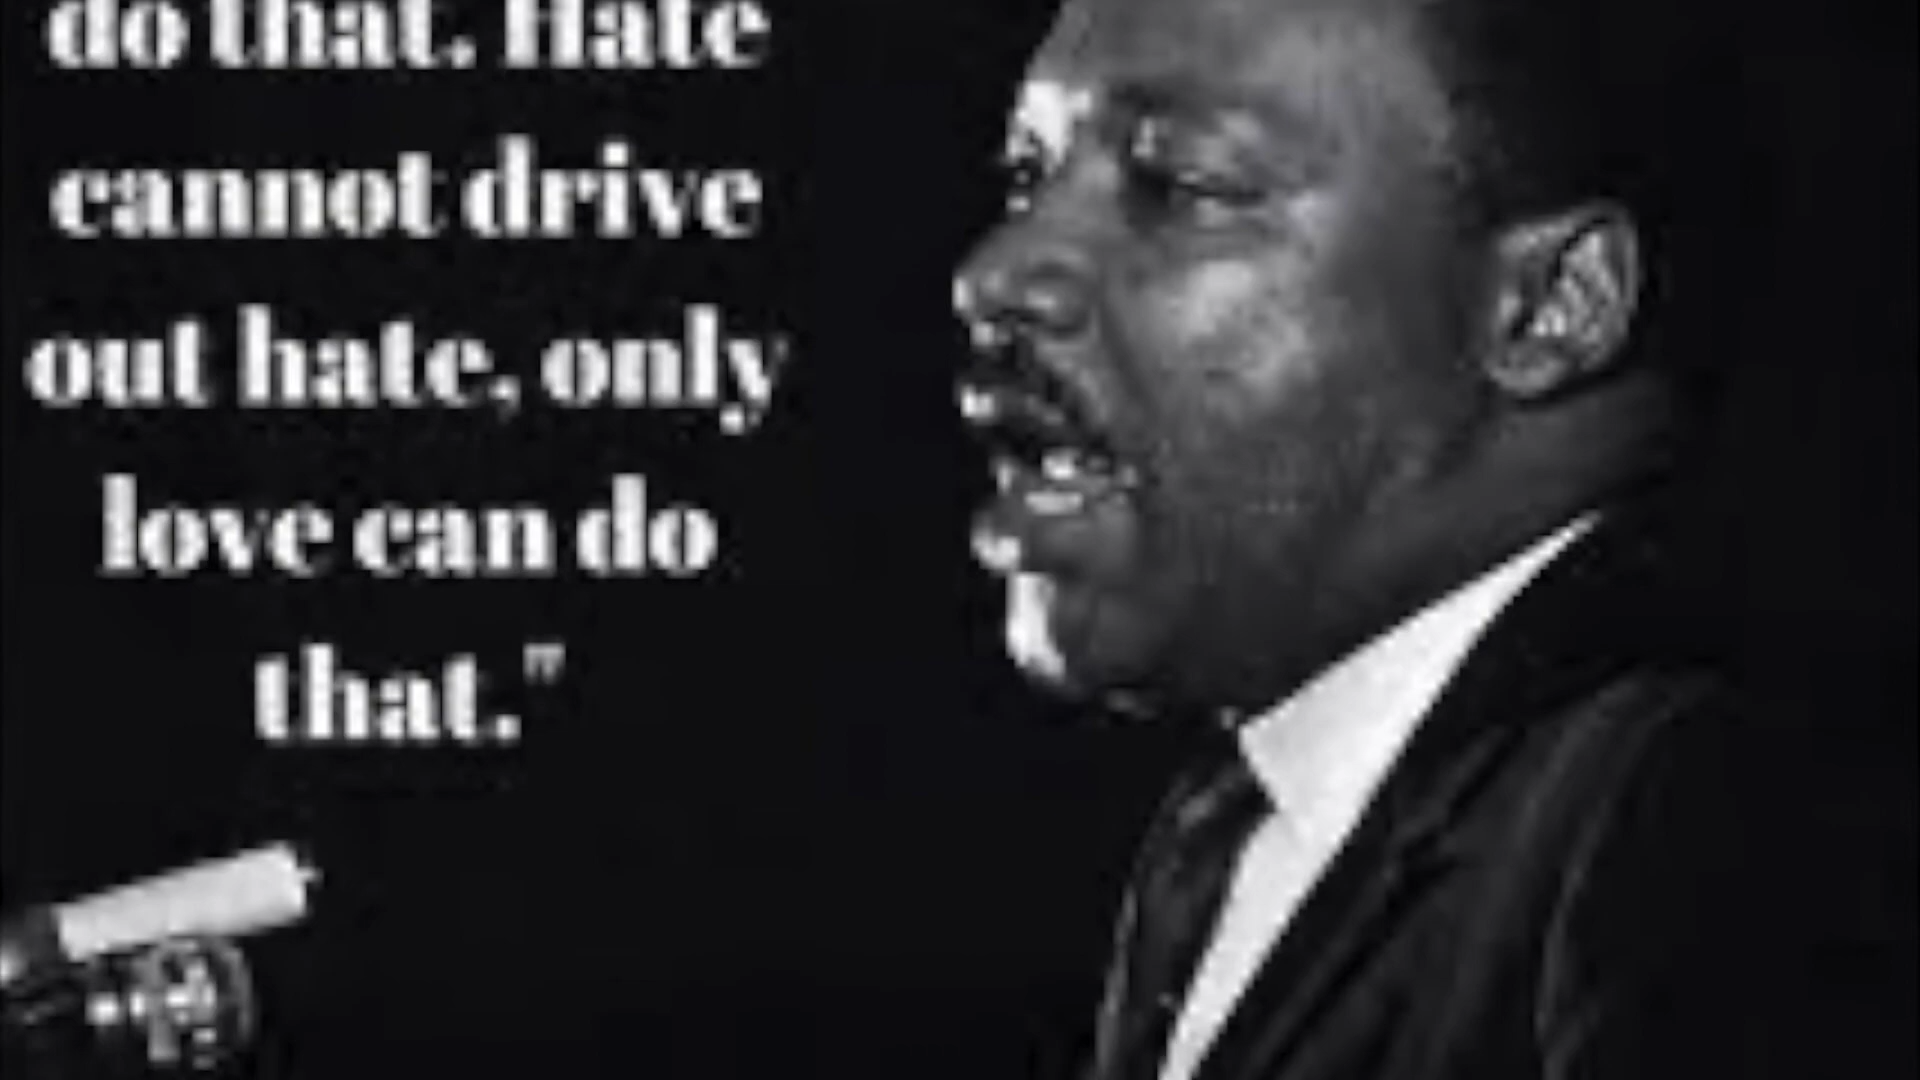 do that. Hate
cannot drive
out hate, only
love can do
that."